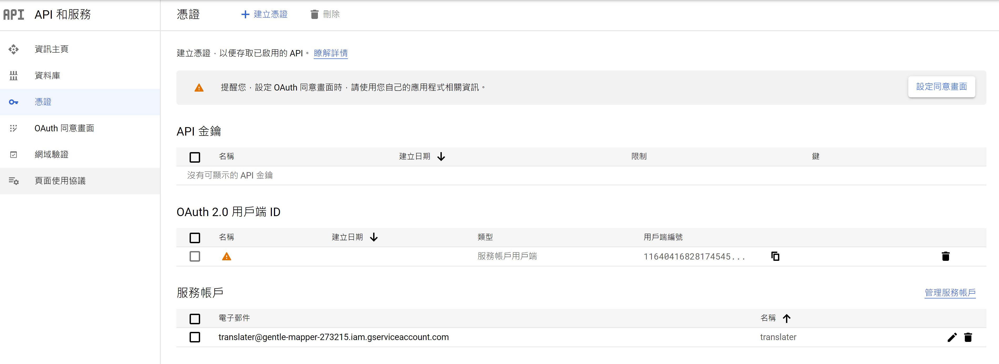 API API 和服務
資訊主頁
資料庫
憑證
OAuth 同意畫面
網域驗證
頁面使用協議
憑證 建立憑證 刪除
建立憑證，以便存取已啟用的 API。 瞭解詳情
提醒您，設定 OAuth 同意畫面時，請使用您自己的應用程式相關資訊。 設定同意畫面
API 金鑰
名稱 建立日期 限制 鍵
沒有可顯示的 API 金鑰
OAuth 2.0 用戶端 ID
名稱 建立日期 類型 用戶端編號
服務帳戶用戶端 11640416828174545...
服務帳戶 管理服務帳戶
電子郵件 名稱
translater@gentle-mapper-273215.iam.gserviceaccount.com translater